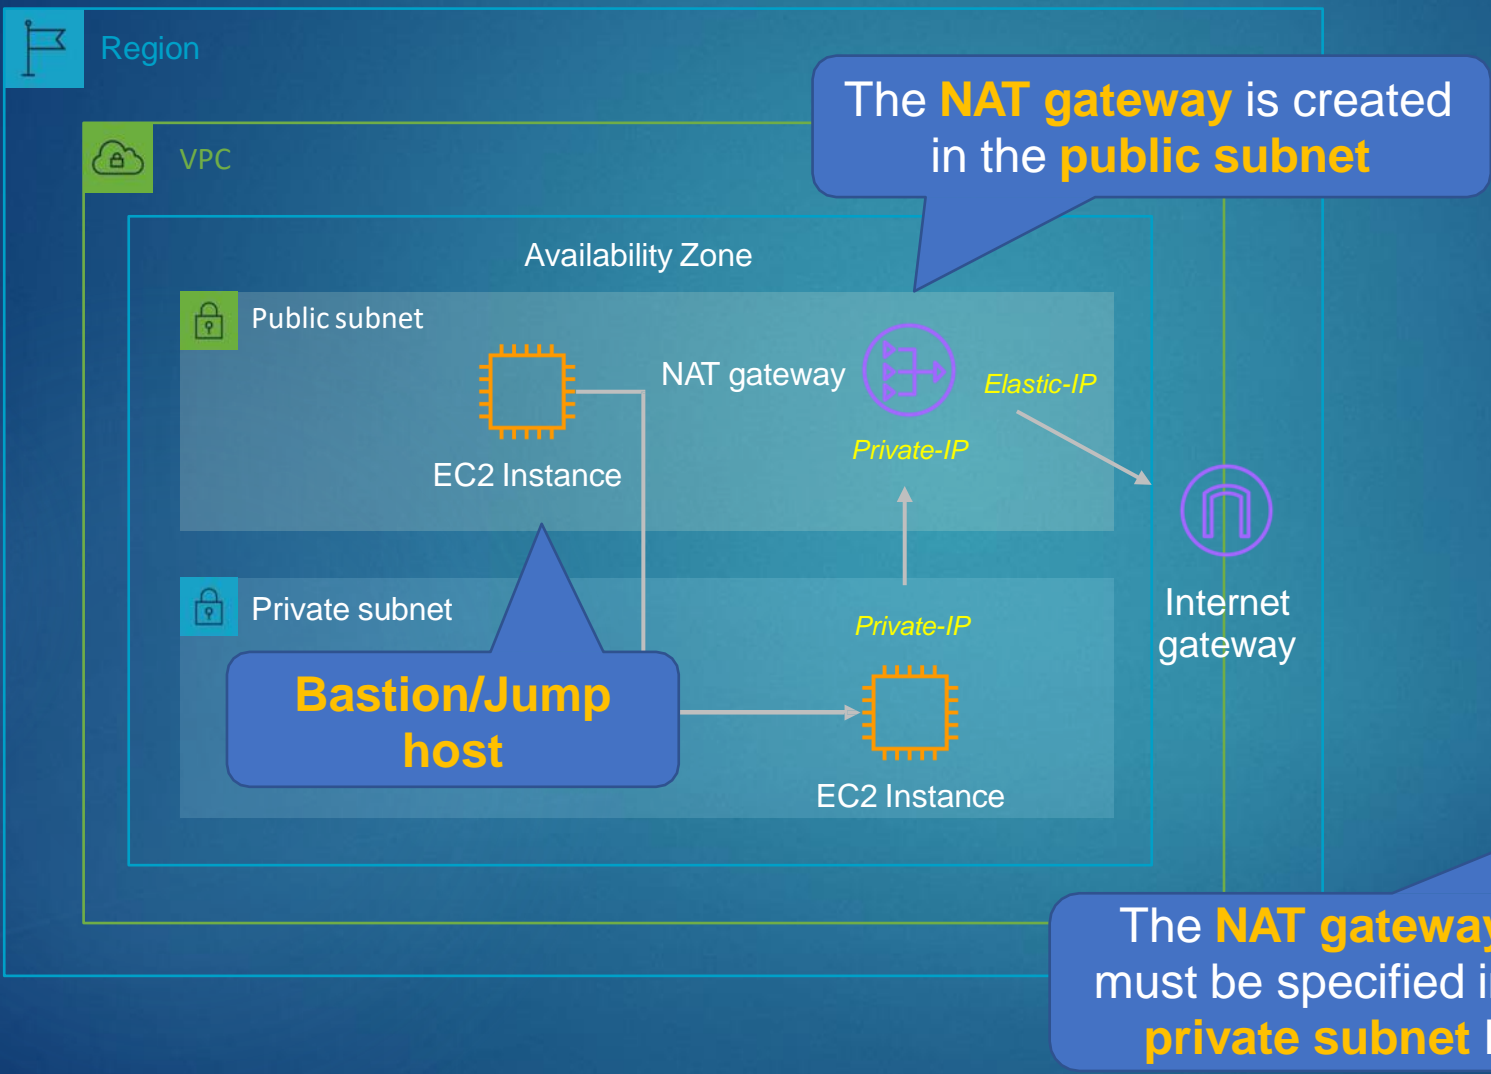 Region
The NAT gateway is created
in the public subnet
VPC
Availability Zone
Public subnet
NAT gateway
Elastic-IP
Private-IP
EC2 Instance
Private subnet
Private-IP
Internet
gateway
Bastion/Jump
host
EC2 Instance
The NAT gateway
must be specified
private subnet